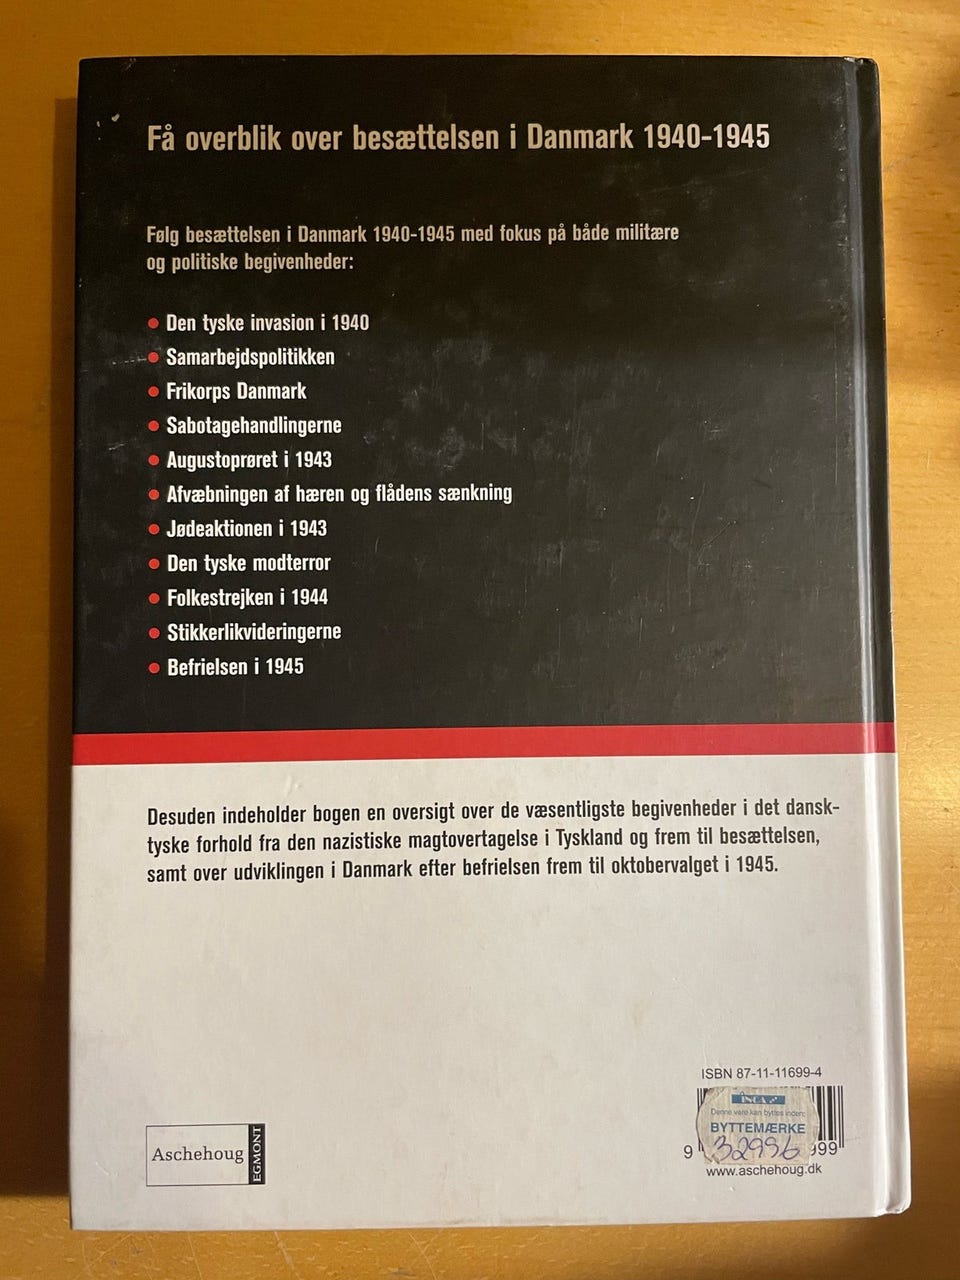 Få overblik over besættelsen i Danmark 1940-1945
Følg besættelsen i Danmark 1940-1945 med fokus på både militære
og politiske begivenheder:
• Den tyske invasion i 1940
• Samarbejdspolitikken
• Frikorps Danmark
• Sabotagehandlingerne
• Augustoprøret i 1943
• Afvæbningen af hæren og flådens sænkning
• Jødeaktionen i 1943
• Den tyske modterror
• Folkestrejken i 1944
• Stikkerlikvideringerne
• Befrielsen i 1945
Desuden indeholder bogen en oversigt over de væsentligste begivenheder i det dansk-
tyske forhold fra den nazistiske magtovertagelse i Tyskland og frem til besættelsen,
samt over udviklingen i Danmark efter befrielsen frem til oktobervalget i 1945.
ISBN 87-11-11699-4
INCA
Denne vare kan byttes inden:
BYTTEMÆRKE
9 32996 999
www.aschehoug.dk
Aschehoug
EGMONT